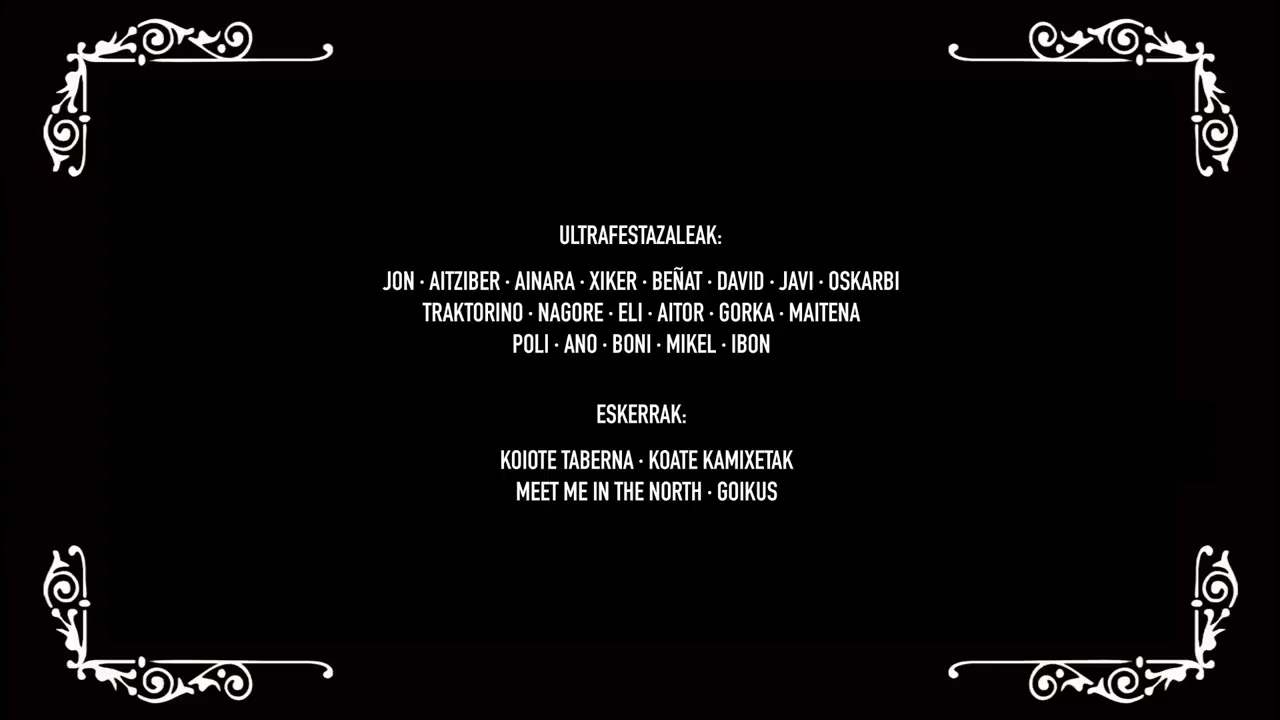 ULTRAFESTAZALEAK:
JON · AITZIBER · AINARA · XIKER · BEÑAT · DAVID · JAVI · OSKARBI
TRAKTORINO · NAGORE · ELI · AITOR · GORKA · MAITENA
POLI · ANO · BONI · MIKEL · IBON
ESKERRAK:
KOIOTE TABERNA · KOATE KAMIXETAK
MEET ME IN THE NORTH · GOIKUS